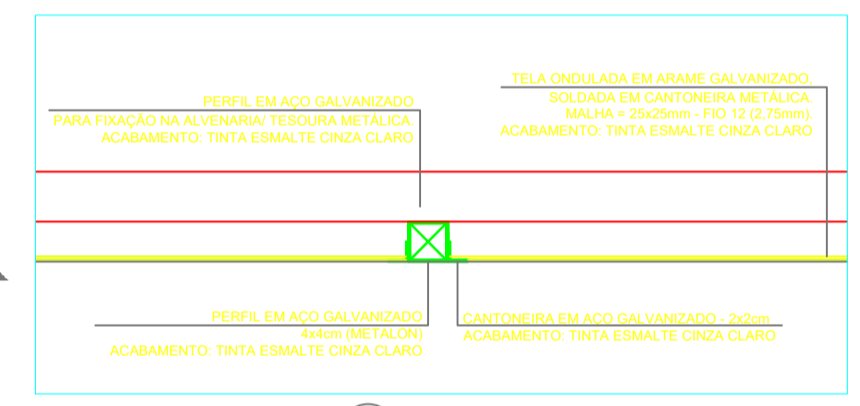 PERFIL EM AÇO GALVANIZADO
PARA FIXAÇÃO NA ALVENARIA/ TESOURA METÁLICA.
ACABAMENTO: TINTA ESMALTE CINZA CLARO
TELA ONDULADA EM ARAME GALVANIZADO,
SOLDADA EM CANTONEIRA METÁLICA.
MALHA = 25x25mm - FIO 12 (2,75mm).
ACABAMENTO: TINTA ESMALTE CINZA CLARO
PERFIL EM AÇO GALVANIZADO
4x4cm (METALON)
ACABAMENTO: TINTA ESMALTE CINZA CLARO
CANTONEIRA EM AÇO GALVANIZADO - 2x2cm
ACABAMENTO: TINTA ESMALTE CINZA CLARO